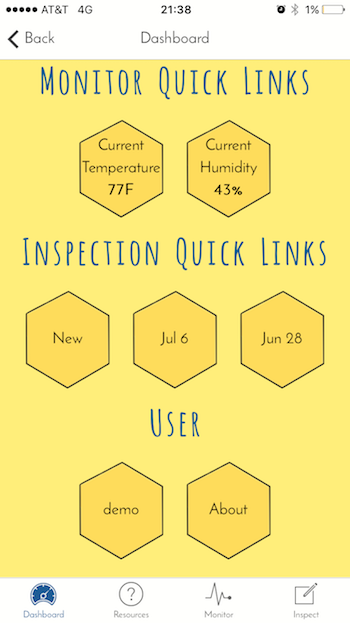 AT&T 4G 21:38 1%
Back Dashboard
MONITOR QUICK LINKS
Current
Temperature
77F
Current
Humidity
43%
INSPECTION QUICK LINKS
New
Jul 6
Jun 28
USER
demo
About
Dashboard
?
Resources
Monitor
Inspect